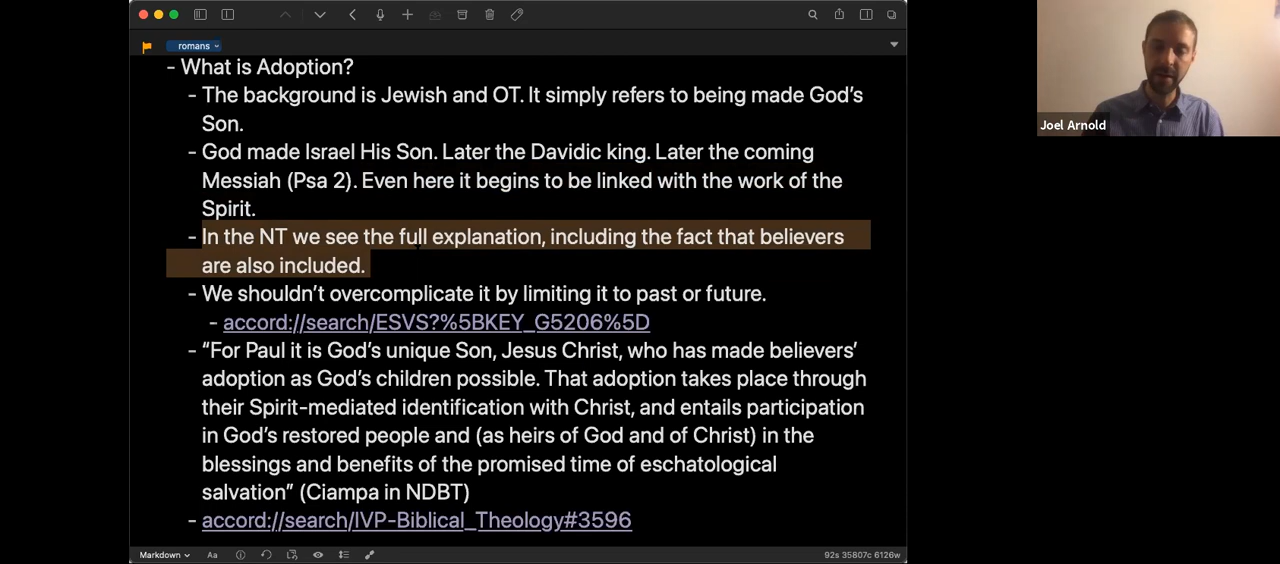 romans
- What is Adoption?
- The background is Jewish and OT. It simply refers to being made God’s
Son.
- God made Israel His Son. Later the Davidic king. Later the coming
Messiah (Psa 2). Even here it begins to be linked with the work of the
Spirit.
- In the NT we see the full explanation, including the fact that believers
are also included.
- We shouldn’t overcomplicate it by limiting it to past or future.
- accord://search/ESVS?%5BKEY_G5206%5D
- “For Paul it is God’s unique Son, Jesus Christ, who has made believers’
adoption as God’s children possible. That adoption takes place through
their Spirit-mediated identification with Christ, and entails participation
in God’s restored people and (as heirs of God and of Christ) in the
blessings and benefits of the promised time of eschatological
salvation” (Ciampa in NDBT)
- accord://search/IVP-Biblical_Theology#3596
Markdown Aa 92s 35807c 6126w
Joel Arnold